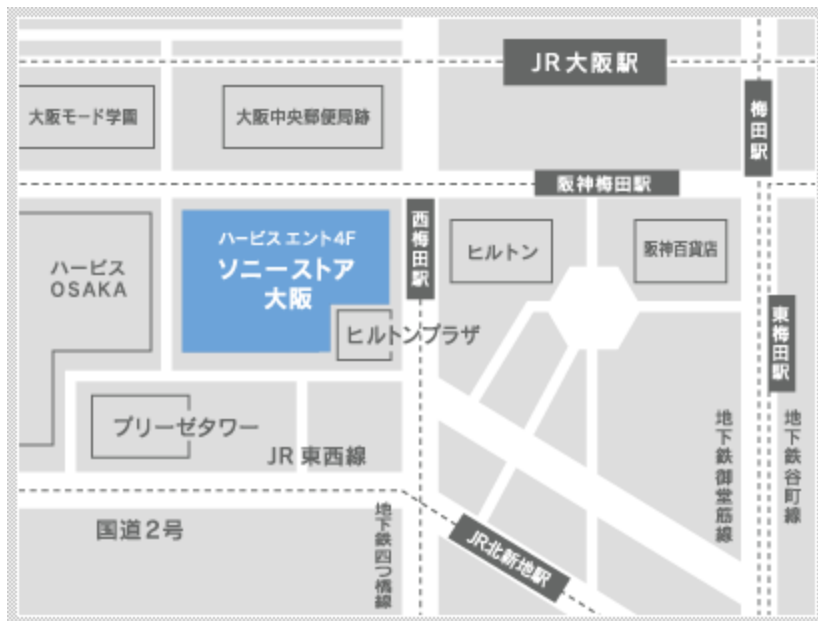 JR大阪駅
大阪モード学園
大阪中央郵便局跡
梅田駅
阪神梅田駅
ハービス
OSAKA
ハービス エント4F
ソニーストア
大阪
西梅田駅
ヒルトン
阪神百貨店
ヒルトンプラザ
東梅田駅
ブリーゼタワー
JR 東西線
地下鉄御堂筋線
地下鉄谷町線
国道2号
地下鉄四つ橋線
JR北新地駅